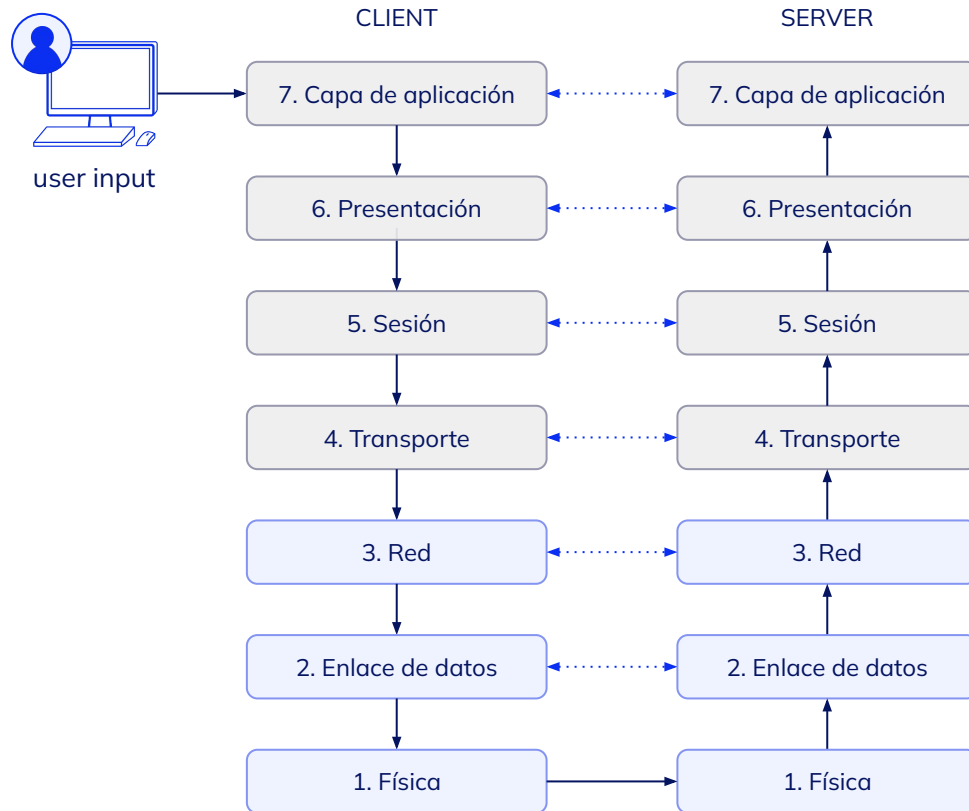 CLIENT
SERVER
7. Capa de aplicación
7. Capa de aplicación
user input
6. Presentación
6. Presentación
5. Sesión
5. Sesión
4. Transporte
4. Transporte
3. Red
3. Red
2. Enlace de datos
2. Enlace de datos
1. Física
1. Física